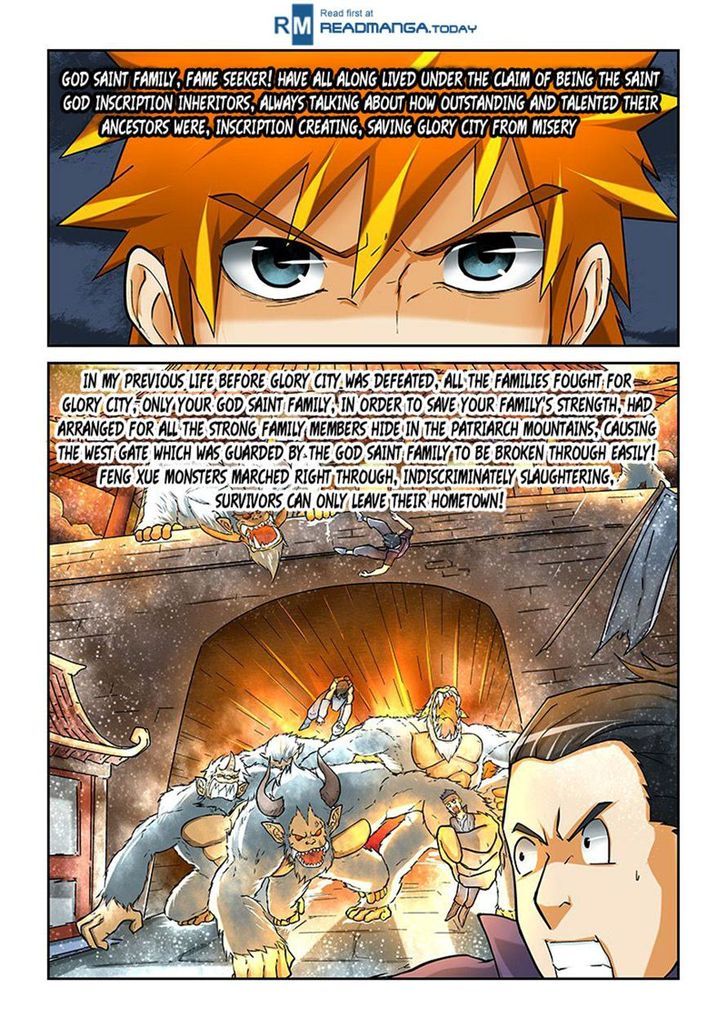 Read first at
RM READMANGA.TODAY
GOD SAINT FAMILY, FAME SEEKER! HAVE ALL ALONG LIVED UNDER THE CLAIM OF BEING THE SAINT
GOD INSCRIPTION INHERITORS, ALWAYS TALKING ABOUT HOW OUTSTANDING AND TALENTED THEIR
ANCESTORS WERE, INSCRIPTION CREATING, SAVING GLORY CITY FROM MISERY
IN MY PREVIOUS LIFE BEFORE GLORY CITY WAS DEFEATED, ALL THE FAMILIES FOUGHT FOR
GLORY CITY, ONLY YOUR GOD SAINT FAMILY, IN ORDER TO SAVE YOUR FAMILY'S STRENGTH, HAD
ARRANGED FOR ALL THE STRONG FAMILY MEMBERS HIDE IN THE PATRIARCH MOUNTAINS, CAUSING
THE WEST GATE WHICH WAS GUARDED BY THE GOD SAINT FAMILY TO BE BROKEN THROUGH EASILY!
FENG XUE MONSTERS MARCHED RIGHT THROUGH, INDISCRIMINATELY SLAUGHTERING,
SURVIVORS CAN ONLY LEAVE THEIR HOMETOWN!